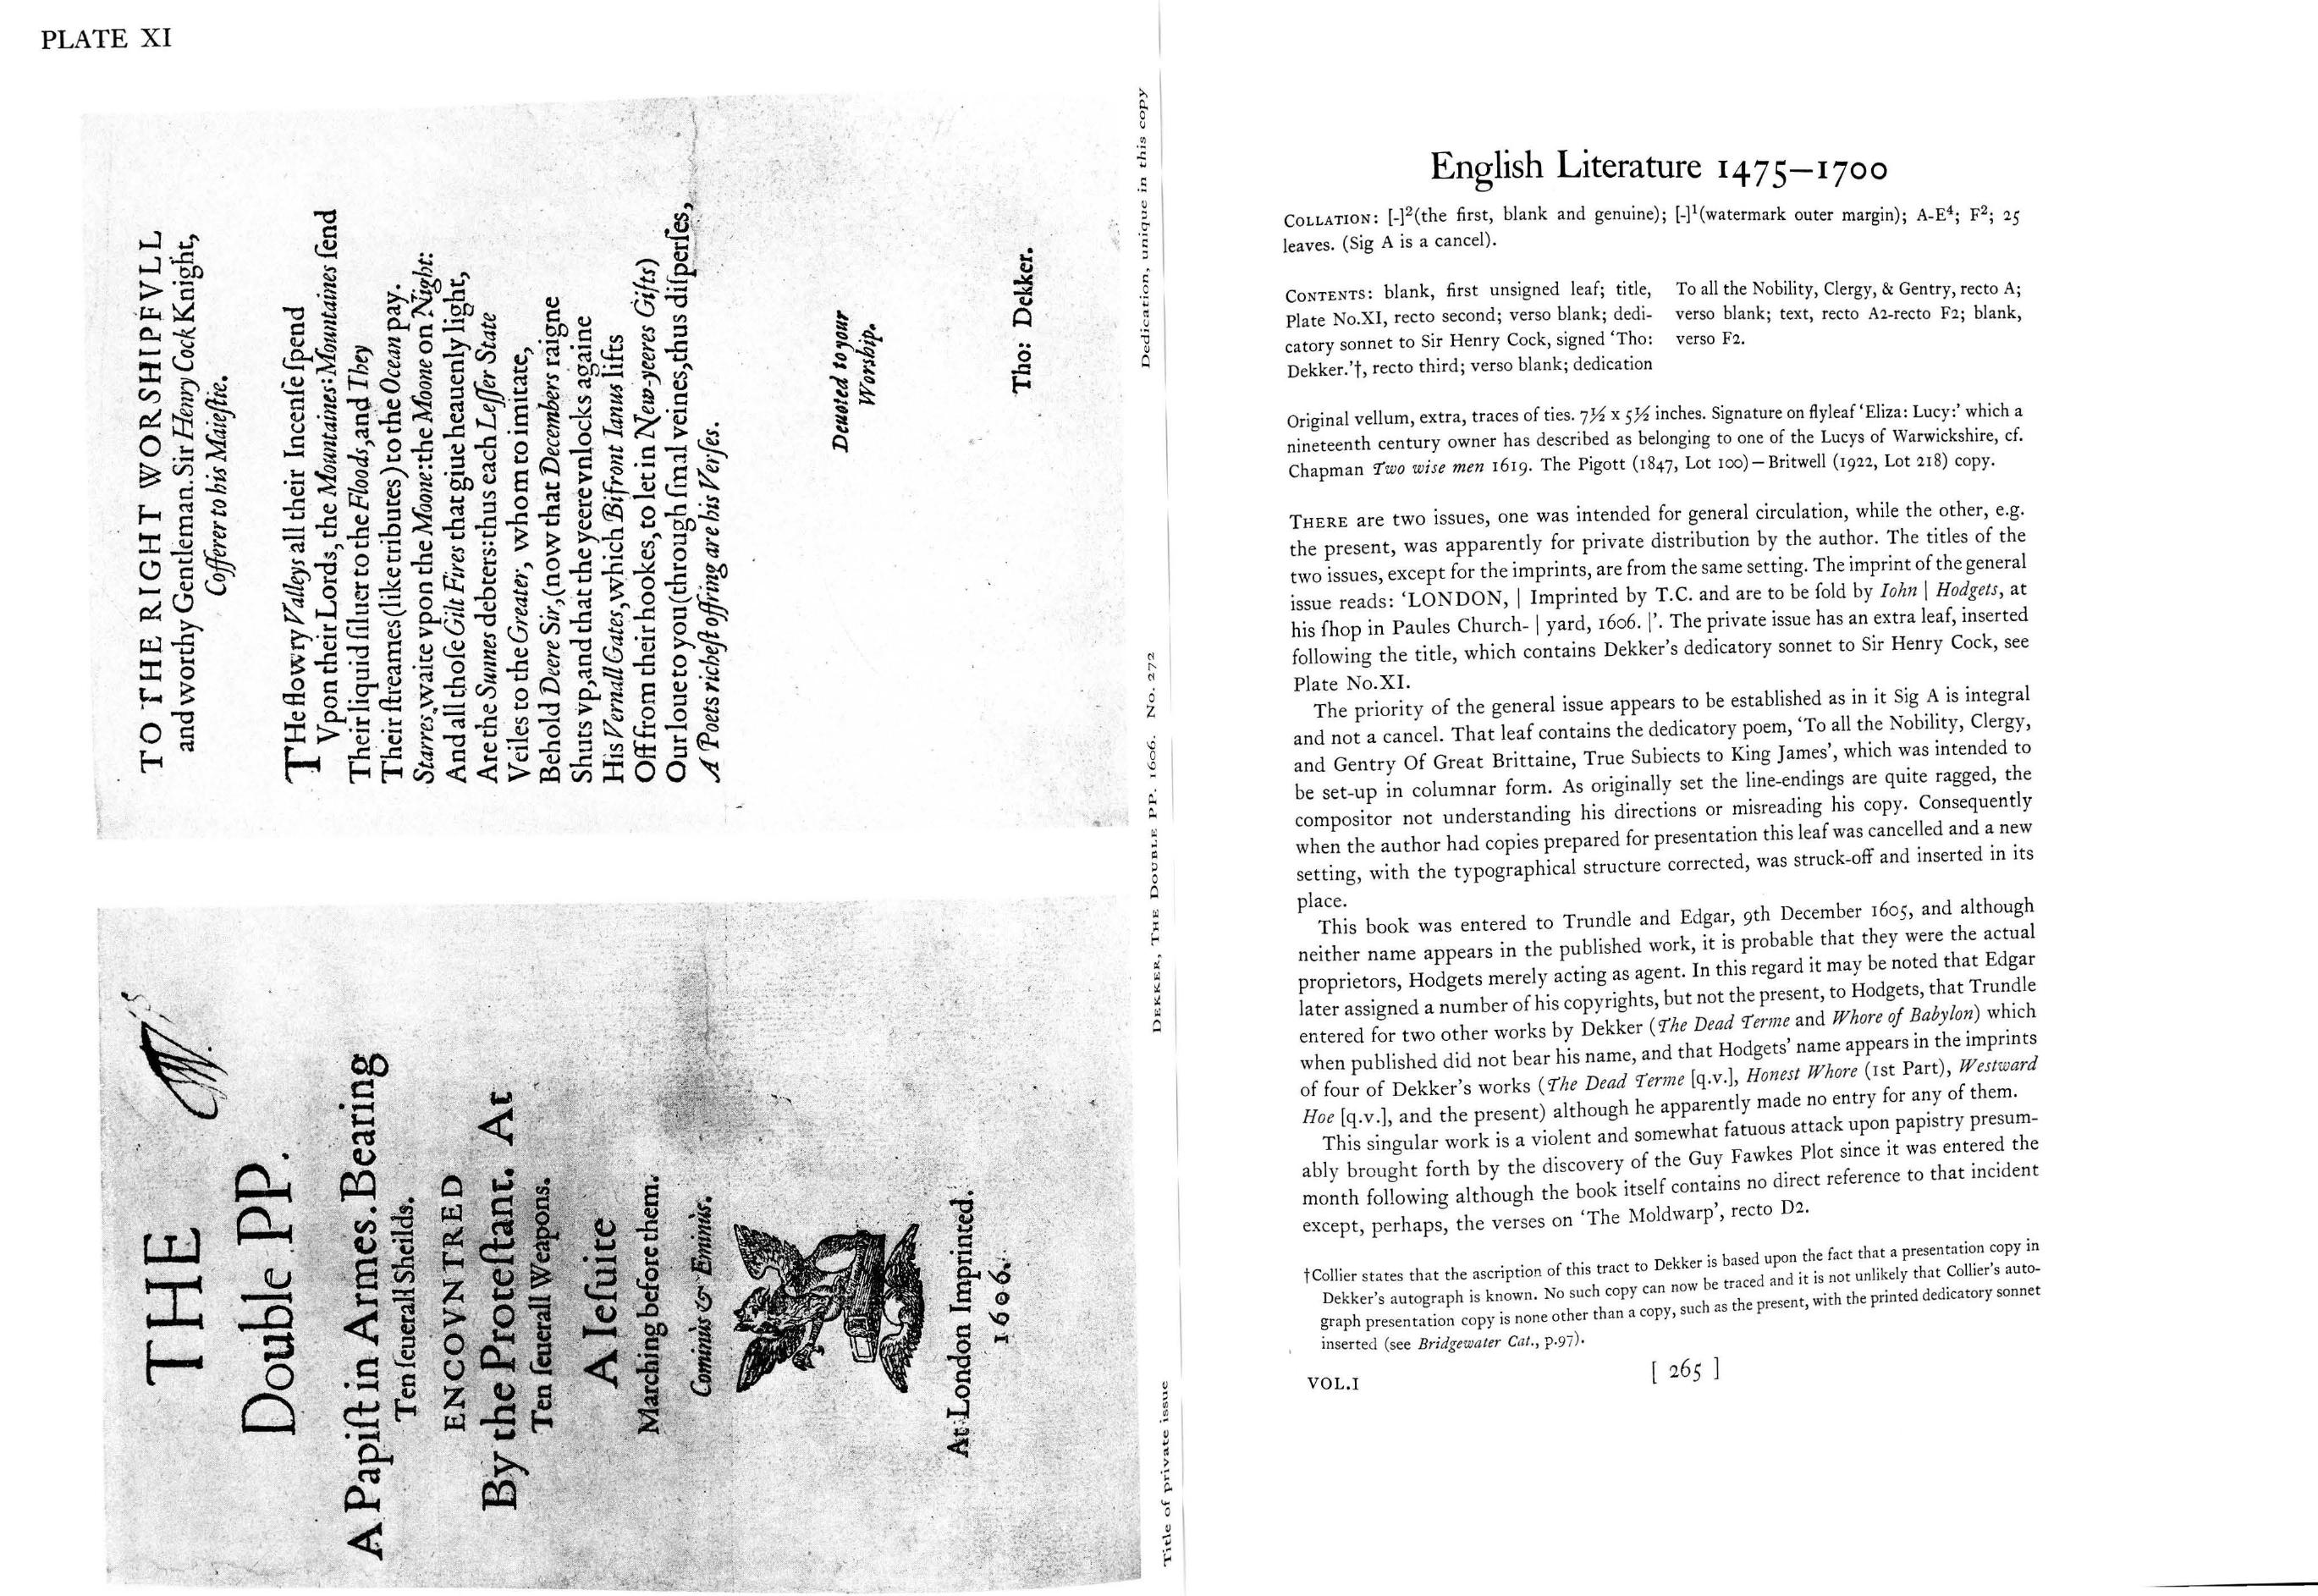 PLATE XI
TO THE RIGHT WORSHIPFVLL
and worthy Gentleman. Sir Henry Cock Knight,
Cofferer to his Maieſtie.
THe flowry Valleys all their Incenſe ſpend
Vpon their Lords, the Mountaines: Mountaines ſend
Their liquid ſiluer to the Floods, and They
Their ſtreames (like tributes) to the Ocean pay.
Starres, waite vpon the Moone: the Moone on Night:
And all thoſe Gilt Fires that giue heauenly light,
Are the Sunnes debters: thus each Leſſer State
Veiles to the Greater, whom to imitate,
Behold Deere Sir, (now that Decembers raigne
Shuts vp, and that the yeere vnlocks againe
His Vernall Gates, which Bifront Ianus lifts
Off from their hookes, to let in New-yeeres Gifts)
Our loue to you (through ſmal veines, thus diſperſes,
A Poets richeſt offring are his Verſes.
Deuoted to your
Worship.
Tho: Dekker.
Dedication, unique in this copy
THE
Double PP.
A Papiſt in Armes. Bearing
Ten ſeuerall Sheilds.
ENCOVNTRED
By the Proteſtant. At
Ten ſeuerall Weapons.
A Ieſuite
Marching before them.
Cominùs & Eminùs.
At London Imprinted.
1606.
Title of private issue
DEKKER, THE DOUBLE PP. 1606. No. 272
English Literature 1475–1700
COLLATION: [-]²(the first, blank and genuine); [-]¹(watermark outer margin); A-E⁴; F²; 25
leaves. (Sig A is a cancel).
CONTENTS: blank, first unsigned leaf; title,
Plate No.XI, recto second; verso blank; dedi-
catory sonnet to Sir Henry Cock, signed ‘Tho:
Dekker.’†, recto third; verso blank; dedication
To all the Nobility, Clergy, & Gentry, recto A;
verso blank; text, recto A2-recto F2; blank,
verso F2.
Original vellum, extra, traces of ties. 7½ x 5½ inches. Signature on flyleaf ‘Eliza: Lucy:’ which a
nineteenth century owner has described as belonging to one of the Lucys of Warwickshire, cf.
Chapman Two wise men 1619. The Pigott (1847, Lot 100)—Britwell (1922, Lot 218) copy.
THERE are two issues, one was intended for general circulation, while the other, e.g.
the present, was apparently for private distribution by the author. The titles of the
two issues, except for the imprints, are from the same setting. The imprint of the general
issue reads: ‘LONDON, | Imprinted by T.C. and are to be ſold by Iohn | Hodgets, at
his ſhop in Paules Church- | yard, 1606. |’. The private issue has an extra leaf, inserted
following the title, which contains Dekker’s dedicatory sonnet to Sir Henry Cock, see
Plate No.XI.
The priority of the general issue appears to be established as in it Sig A is integral
and not a cancel. That leaf contains the dedicatory poem, ‘To all the Nobility, Clergy,
and Gentry Of Great Brittaine, True Subiects to King James’, which was intended to
be set-up in columnar form. As originally set the line-endings are quite ragged, the
compositor not understanding his directions or misreading his copy. Consequently
when the author had copies prepared for presentation this leaf was cancelled and a new
setting, with the typographical structure corrected, was struck-off and inserted in its
place.
This book was entered to Trundle and Edgar, 9th December 1605, and although
neither name appears in the published work, it is probable that they were the actual
proprietors, Hodgets merely acting as agent. In this regard it may be noted that Edgar
later assigned a number of his copyrights, but not the present, to Hodgets, that Trundle
entered for two other works by Dekker (The Dead Terme and Whore of Babylon) which
when published did not bear his name, and that Hodgets’ name appears in the imprints
of four of Dekker’s works (The Dead Terme [q.v.], Honest Whore (1st Part), Westward
Hoe [q.v.], and the present) although he apparently made no entry for any of them.
This singular work is a violent and somewhat fatuous attack upon papistry presum-
ably brought forth by the discovery of the Guy Fawkes Plot since it was entered the
month following although the book itself contains no direct reference to that incident
except, perhaps, the verses on ‘The Moldwarp’, recto D2.
†Collier states that the ascription of this tract to Dekker is based upon the fact that a presentation copy in
Dekker’s autograph is known. No such copy can now be traced and it is not unlikely that Collier’s auto-
graph presentation copy is none other than a copy, such as the present, with the printed dedicatory sonnet
inserted (see Bridgewater Cat., p.97).
VOL.I
[ 265 ]